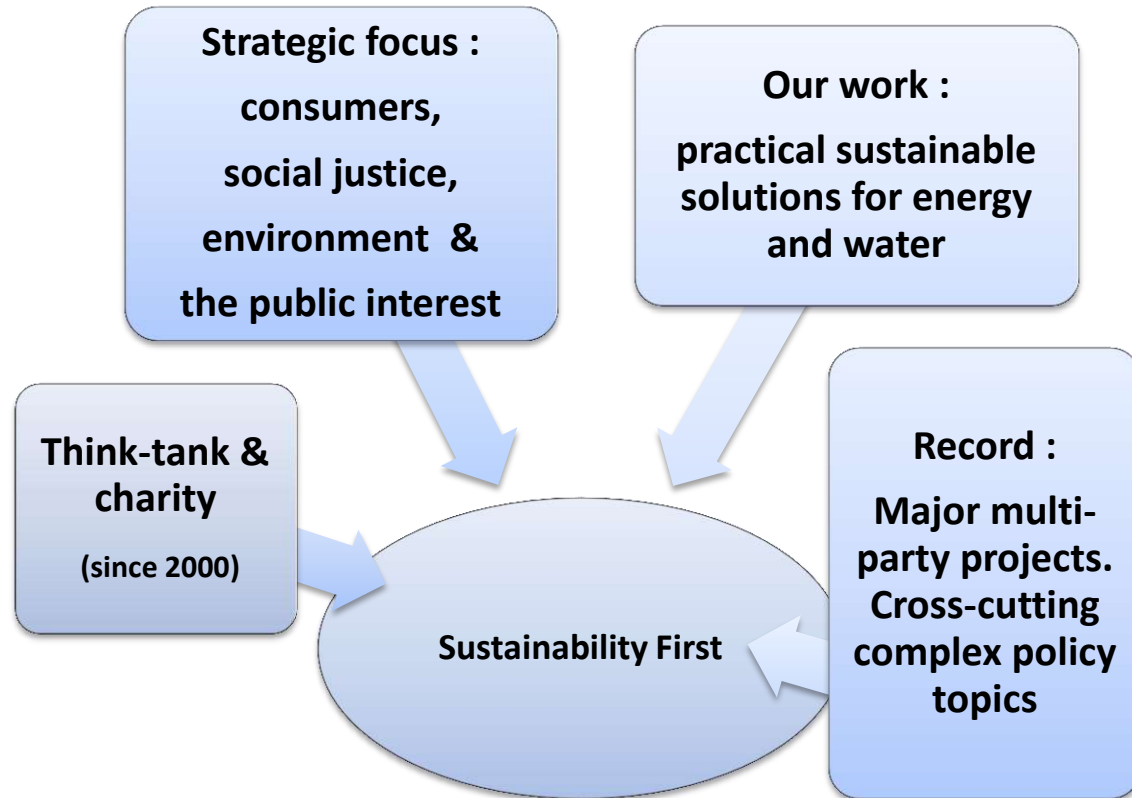 Strategic focus :
consumers,
social justice,
environment &
the public interest
Our work :
practical sustainable
solutions for energy
and water
Think-tank &
charity
(since 2000)
Record :
Major multi-
party projects.
Cross-cutting
complex policy
topics
Sustainability First